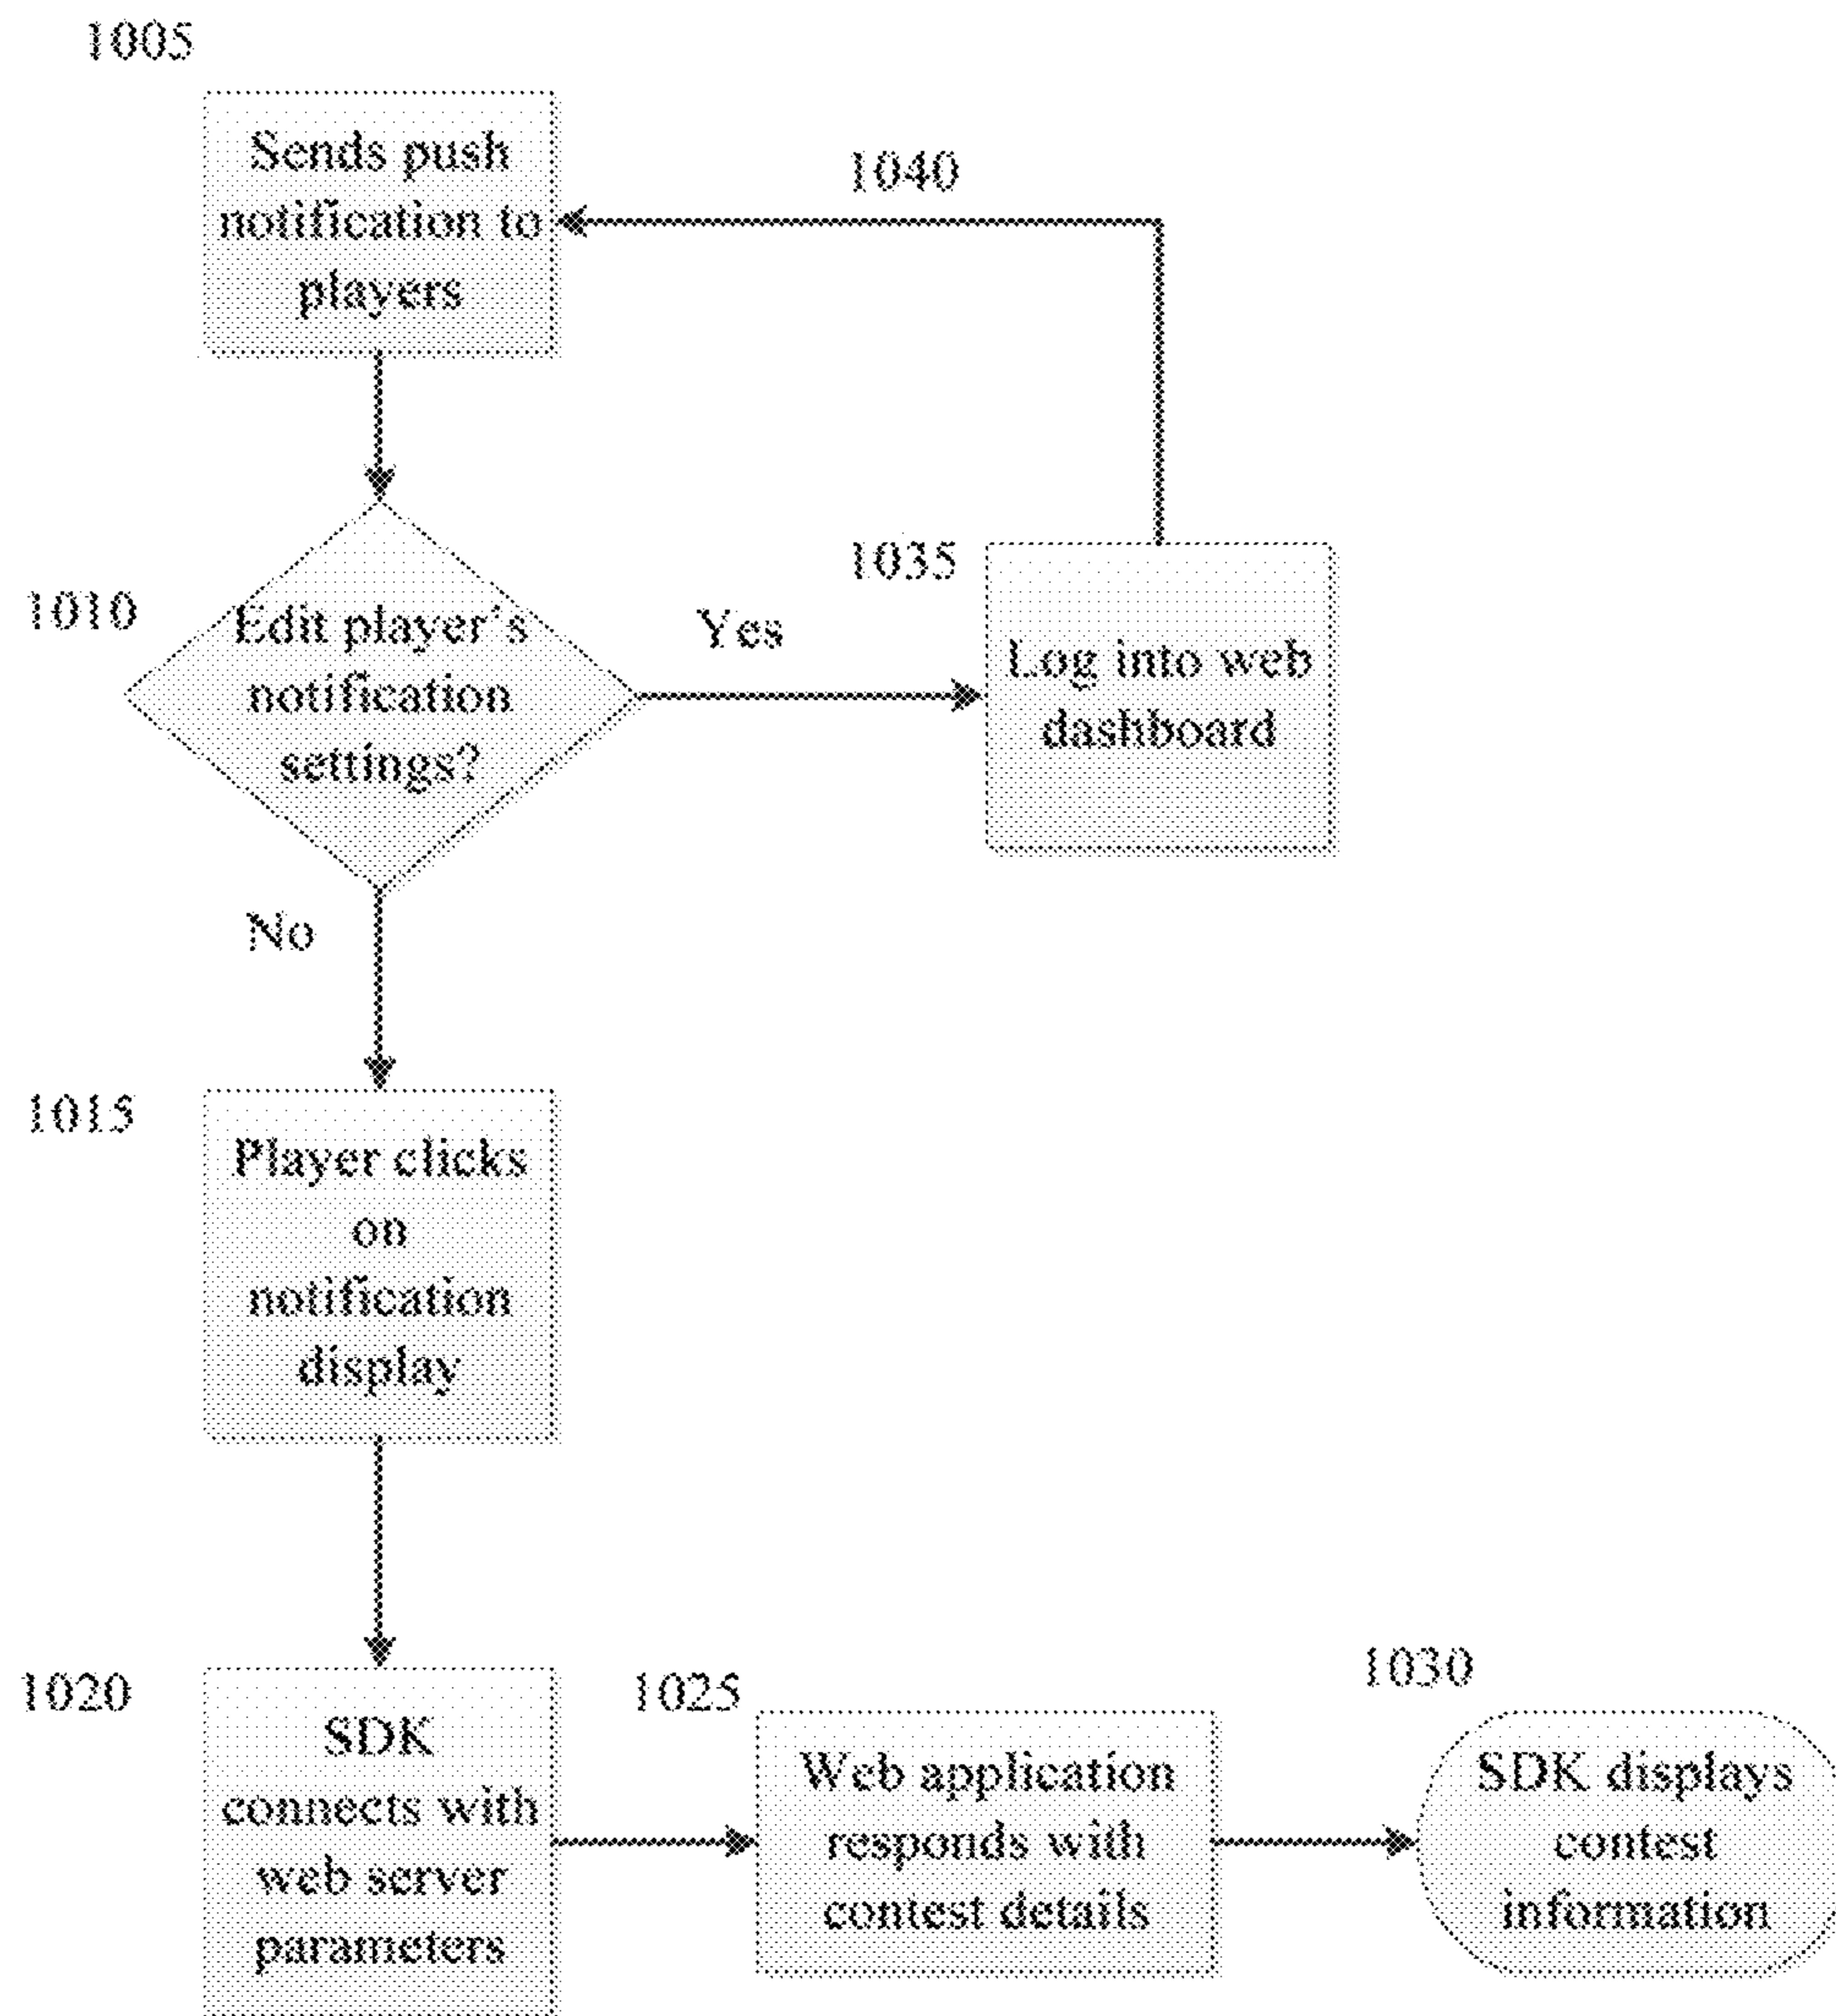 1005
Sends push
notification to
players
1040
1010
Edit player's
notification
settings?
Yes
1035
Log into web
dashboard
No
1015
Player clicks
on
notification
display
1020
SDK
connects with
web server
parameters
1025
Web application
responds with
contest details
1030
SDK displays
contest
information